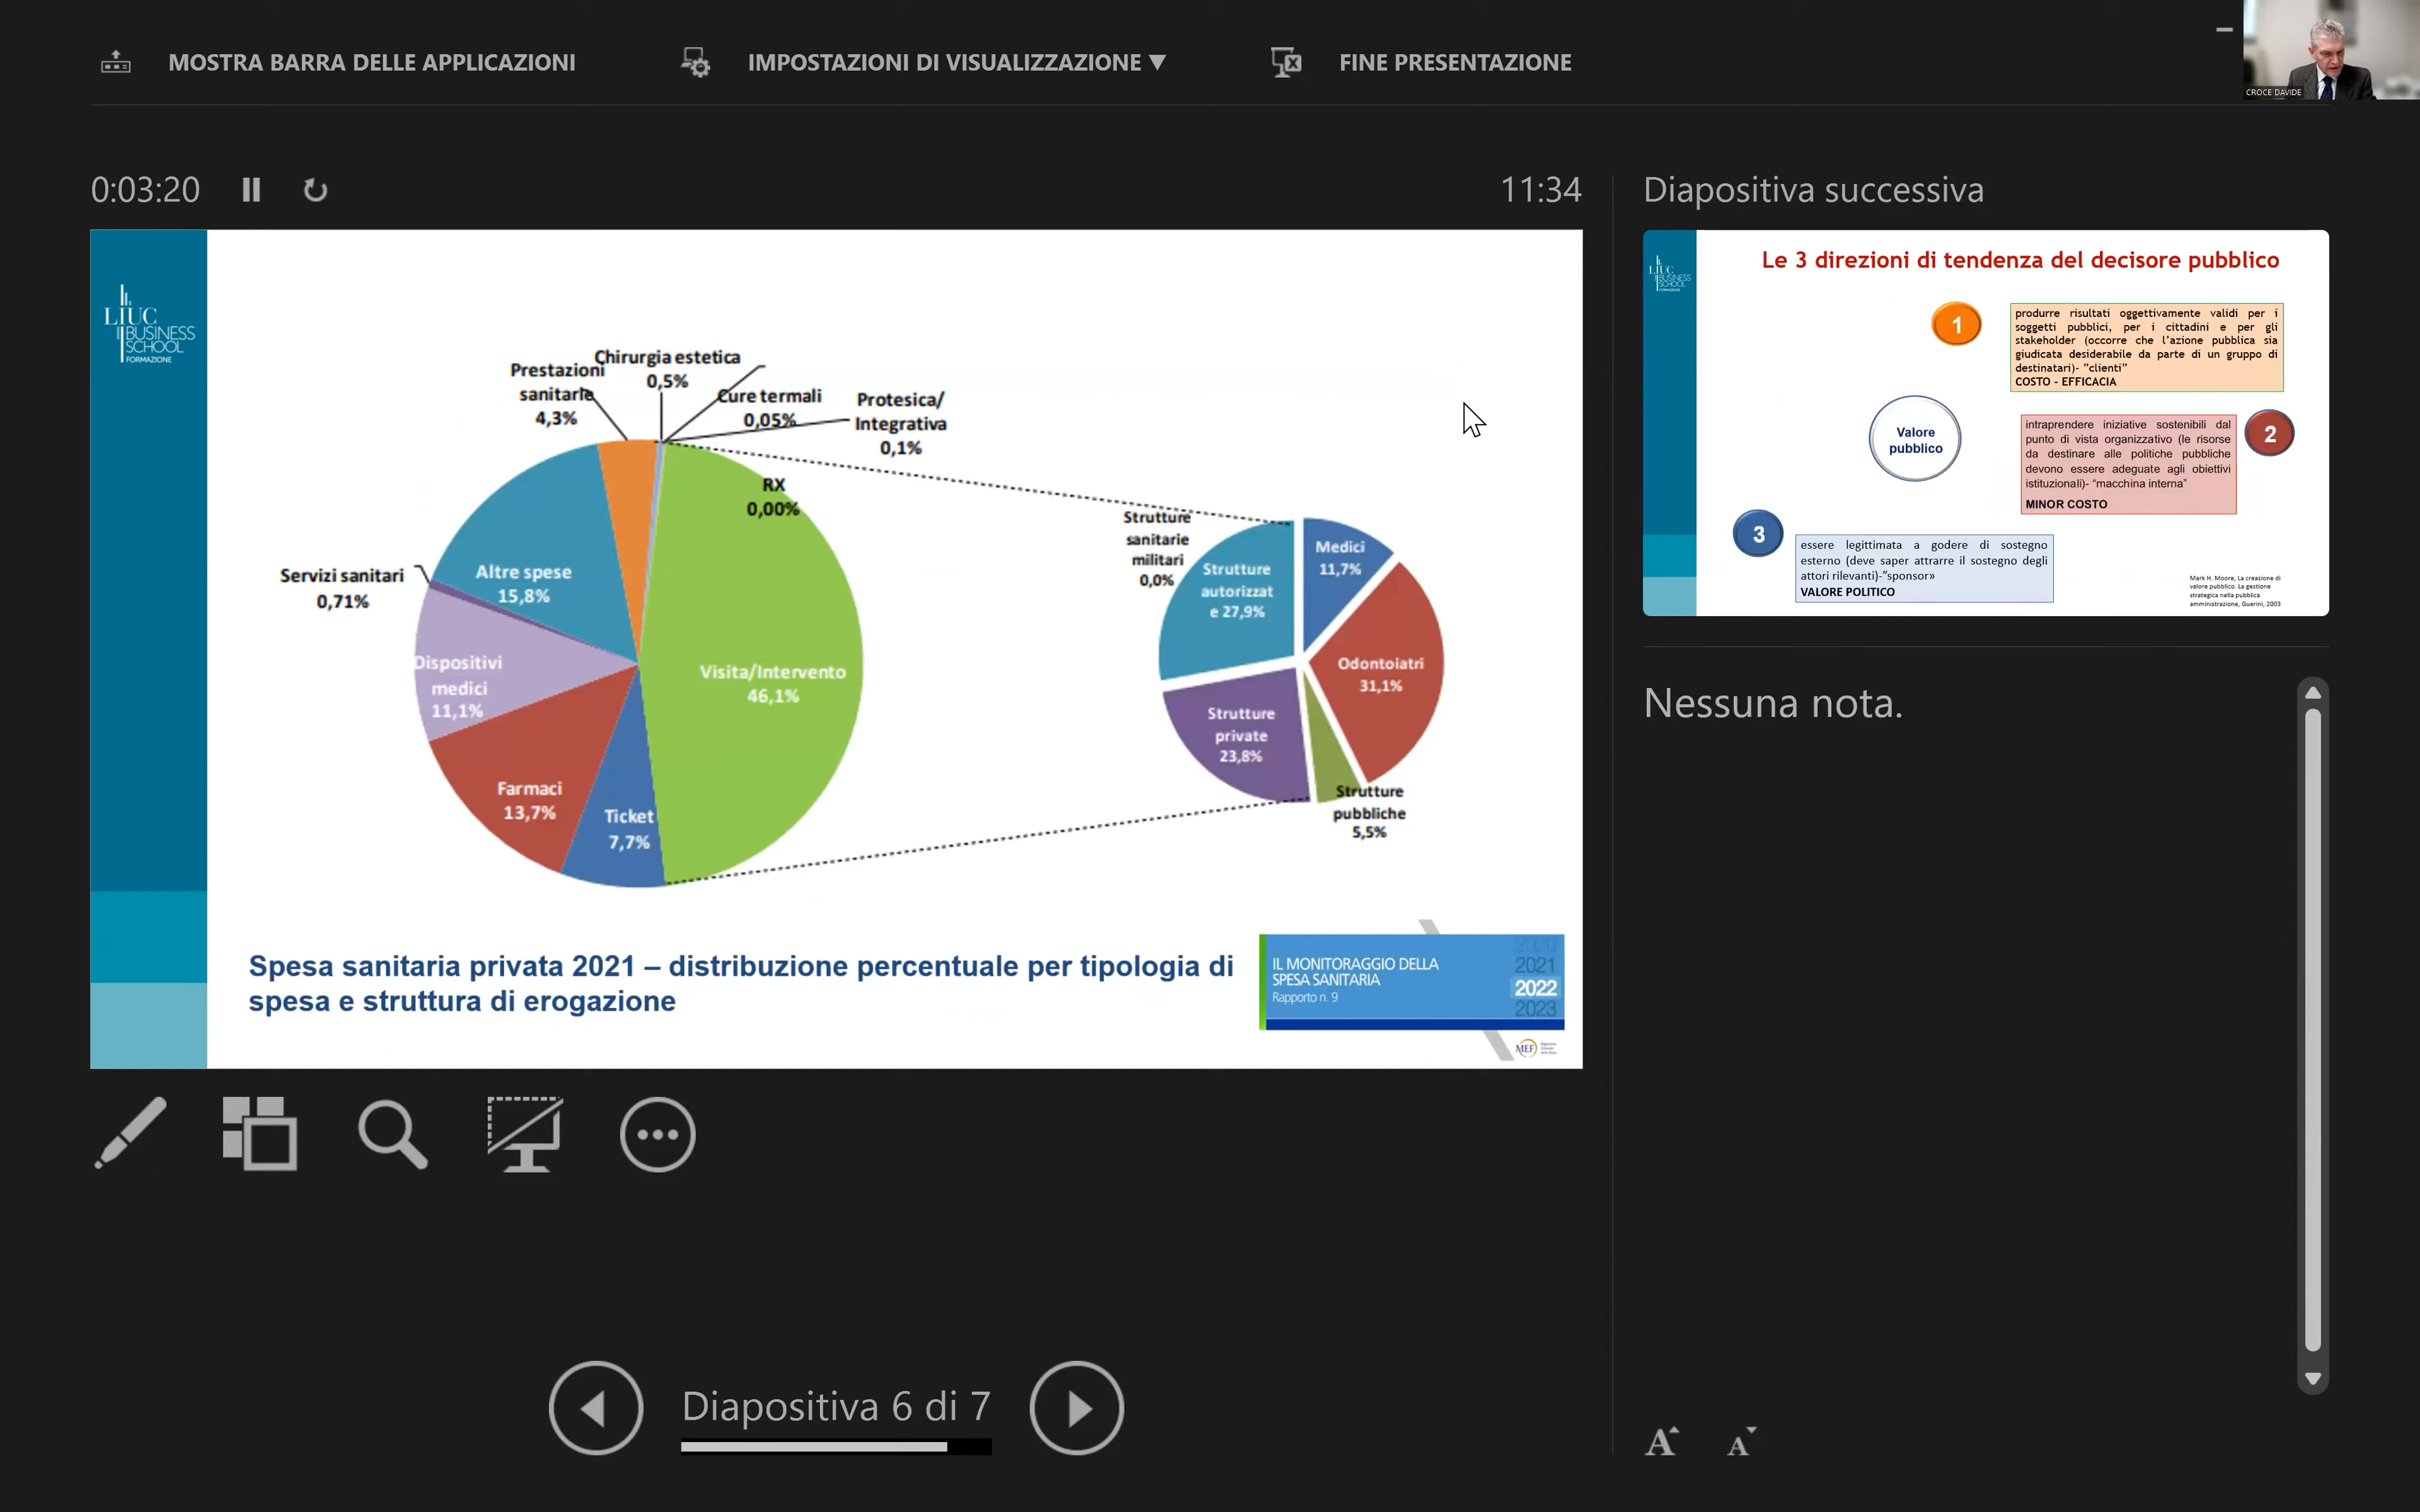 MOSTRA BARRA DELLE APPLICAZIONI
IMPOSTAZIONI DI VISUALIZZAZIONE ▼
FINE PRESENTAZIONE
CROCE DAVIDE
0:03:20
11:34
Diapositiva successiva
LIUC
BUSINESS
SCHOOL
FORMAZIONE
Prestazioni
sanitarie
4,3%
Chirurgia estetica
0,5%
Cure termali
0,05%
Protesica/
Integrativa
0,1%
RX
0,00%
Servizi sanitari
0,71%
Altre spese
15,8%
Dispositivi
medici
11,1%
Farmaci
13,7%
Ticket
7,7%
Visita/Intervento
46,1%
Strutture
sanitarie
militari
0,0%
Strutture
autorizzat
e 27,9%
Medici
11,7%
Odontoiatri
31,1%
Strutture
private
23,8%
Strutture
pubbliche
5,5%
Spesa sanitaria privata 2021 – distribuzione percentuale per tipologia di
spesa e struttura di erogazione
IL MONITORAGGIO DELLA
SPESA SANITARIA
Rapporto n. 9
2020
2021
2022
2023
MEF
LIUC
BUSINESS
SCHOOL
FORMAZIONE
Le 3 direzioni di tendenza del decisore pubblico
1
produrre risultati oggettivamente validi per i
soggetti pubblici, per i cittadini e per gli
stakeholder (occorre che l'azione pubblica sia
giudicata desiderabile da parte di un gruppo di
destinatari)- "clienti"
COSTO - EFFICACIA
Valore
pubblico
intraprendere iniziative sostenibili dal
punto di vista organizzativo (le risorse
da destinare alle politiche pubbliche
devono essere adeguate agli obiettivi
istituzionali)- "macchina interna"
MINOR COSTO
2
3
essere legittimata a godere di sostegno
esterno (deve saper attrarre il sostegno degli
attori rilevanti)-"sponsor»
VALORE POLITICO
Mark H. Moore, La creazione di
valore pubblico. La gestione
strategica nella pubblica
amministrazione, Guerini, 2003
Nessuna nota.
Diapositiva 6 di 7
A A